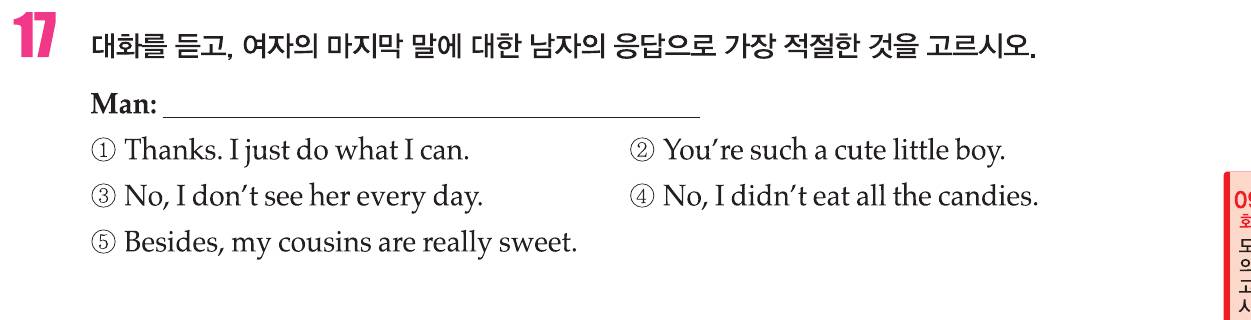 17 대화를 듣고, 여자의 마지막 말에 대한 남자의 응답으로 가장 적절한 것을 고르시오.
Man:
① Thanks. I just do what I can. ② You're such a cute little boy.
③ No, I don't see her every day. ④ No, I didn't eat all the candies.
⑤ Besides, my cousins are really sweet.